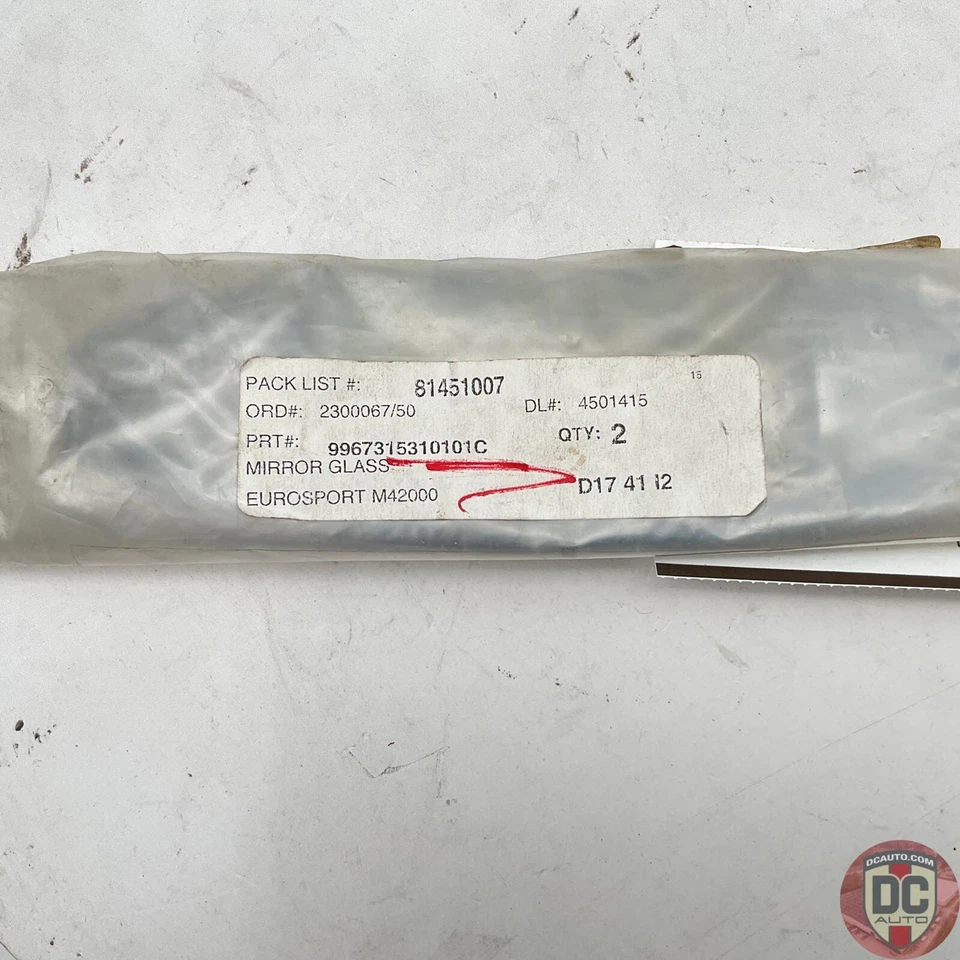 15
PACK LIST #: 81451007
ORD#: 2300067/50 DL#: 4501415
PRT#: 9967315310101C QTY: 2
MIRROR GLASS
EUROSPORT M42000 D17 41 I2
DCAUTO.COM
DC
AUTO